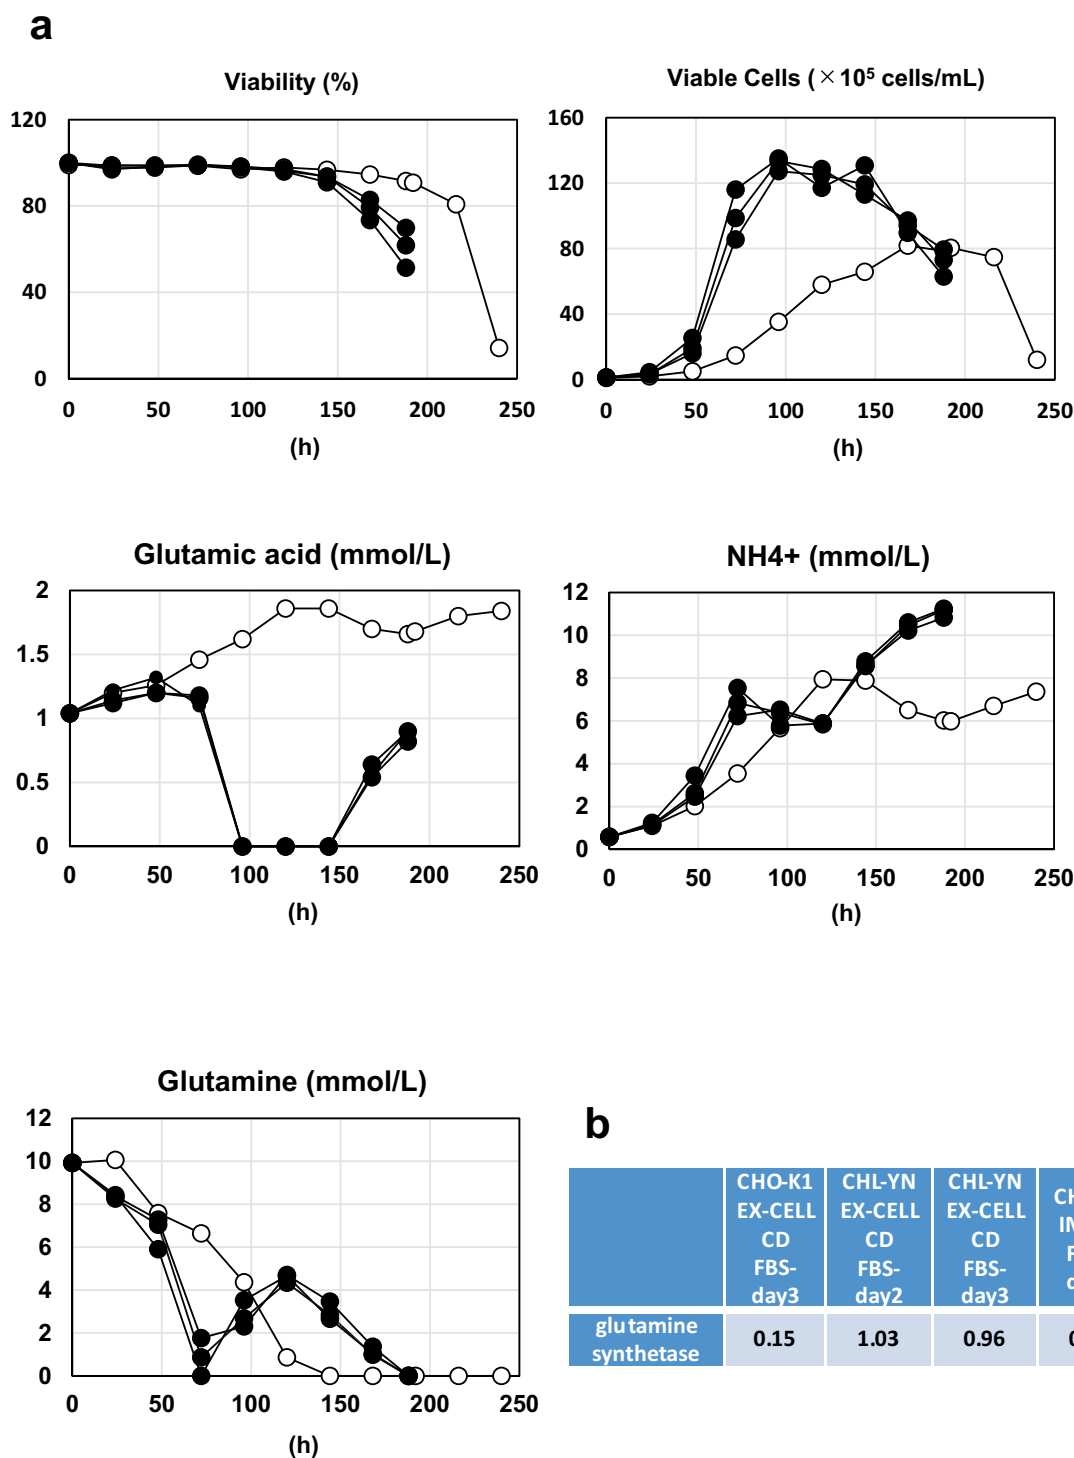 a
Viability (%)
120
80
40
0
0 50 100 150 200 250
(h)
Viable Cells (×10⁵ cells/mL)
160
120
80
40
0
0 50 100 150 200 250
(h)
Glutamic acid (mmol/L)
2
1.5
1
0.5
0
0 50 100 150 200 250
(h)
NH4+ (mmol/L)
12
10
8
6
4
2
0
0 50 100 150 200 250
(h)
Glutamine (mmol/L)
12
10
8
6
4
2
0
0 50 100 150 200 250
(h)
b
CHO-K1
EX-CELL
CD
FBS-
day3
CHL-YN
EX-CELL
CD
FBS-
day2
CHL-YN
EX-CELL
CD
FBS-
day3
glutamine
synthetase
0.15 1.03 0.96